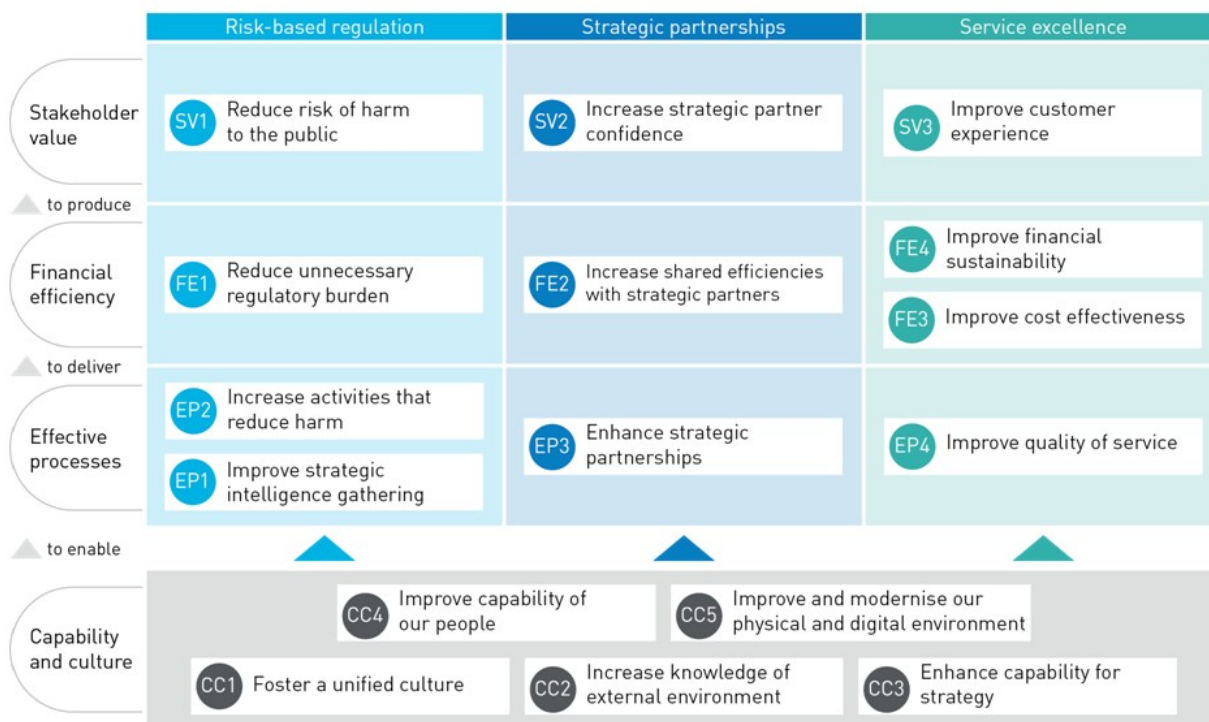 Risk-based regulation
Strategic partnerships
Service excellence
Stakeholder
value
SV1
Reduce risk of harm
to the public
SV2
Increase strategic partner
confidence
SV3
Improve customer
experience
to produce
Financial
efficiency
FE1
Reduce unnecessary
regulatory burden
FE2
Increase shared efficiencies
with strategic partners
FE4
Improve financial
sustainability
FE3
Improve cost effectiveness
to deliver
Effective
processes
EP2
Increase activities that
reduce harm
EP1
Improve strategic
intelligence gathering
EP3
Enhance strategic
partnerships
EP4
Improve quality of service
to enable
Capability
and culture
CC4
Improve capability of
our people
CC5
Improve and modernise our
physical and digital environment
CC1
Foster a unified culture
CC2
Increase knowledge of
external environment
CC3
Enhance capability for
strategy